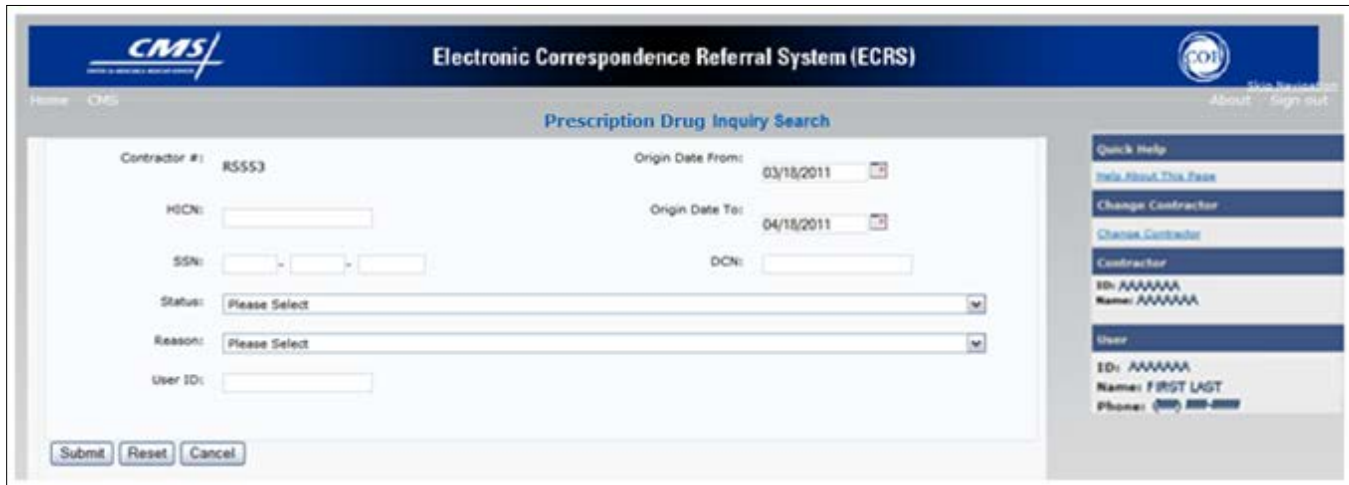 CMS
Electronic Correspondence Referral System (ECRS)
COB
Skip Navigation
Home CMS
About Sign out
Prescription Drug Inquiry Search
Contractor #: RS553
Origin Date From: 03/18/2011
HICN:
Origin Date To: 04/18/2011
SSN: - -
DCN:
Status: Please Select
Reason: Please Select
User ID:
Submit Reset Cancel
Quick Help
Help About This Page
Change Contractor
Change Contractor
Contractor
ID: AAAAAAA
Name: AAAAAAA
User
ID: AAAAAAA
Name: FIRST LAST
Phone: (###) ###-####